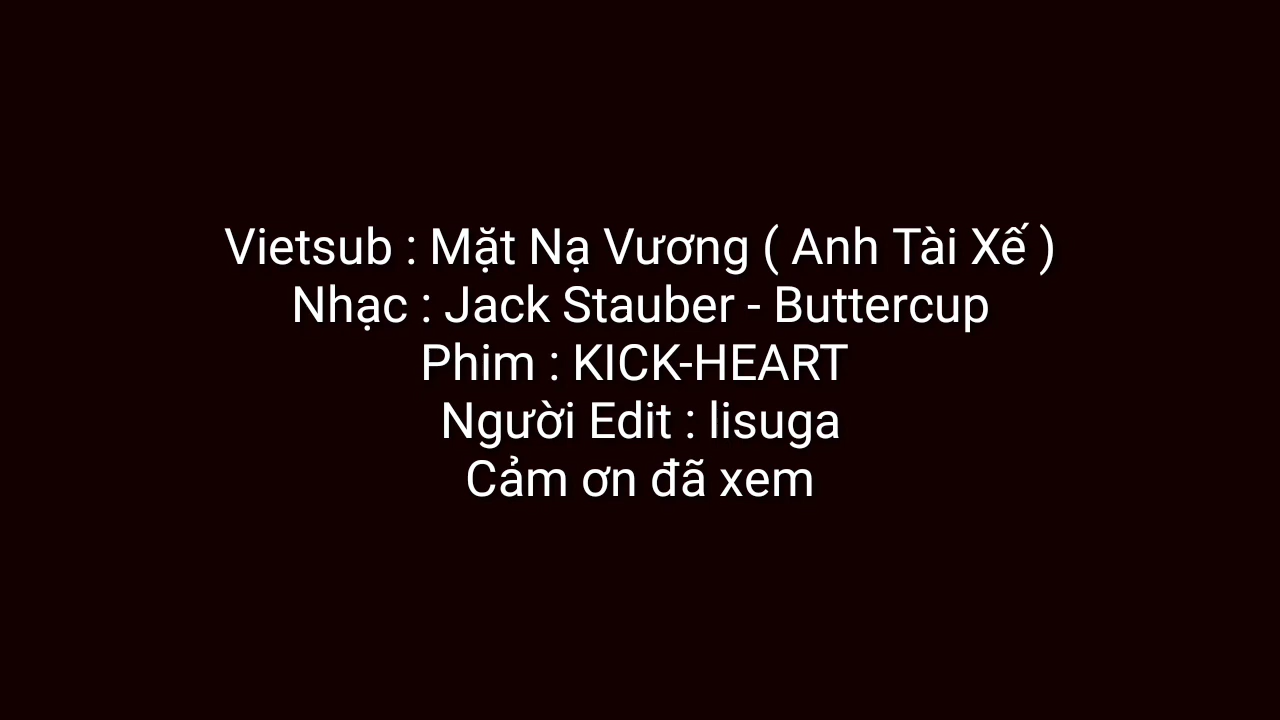 Vietsub : Mặt Nạ Vương ( Anh Tài Xế )
Nhạc : Jack Stauber - Buttercup
Phim : KICK-HEART
Người Edit : lisuga
Cảm ơn đã xem